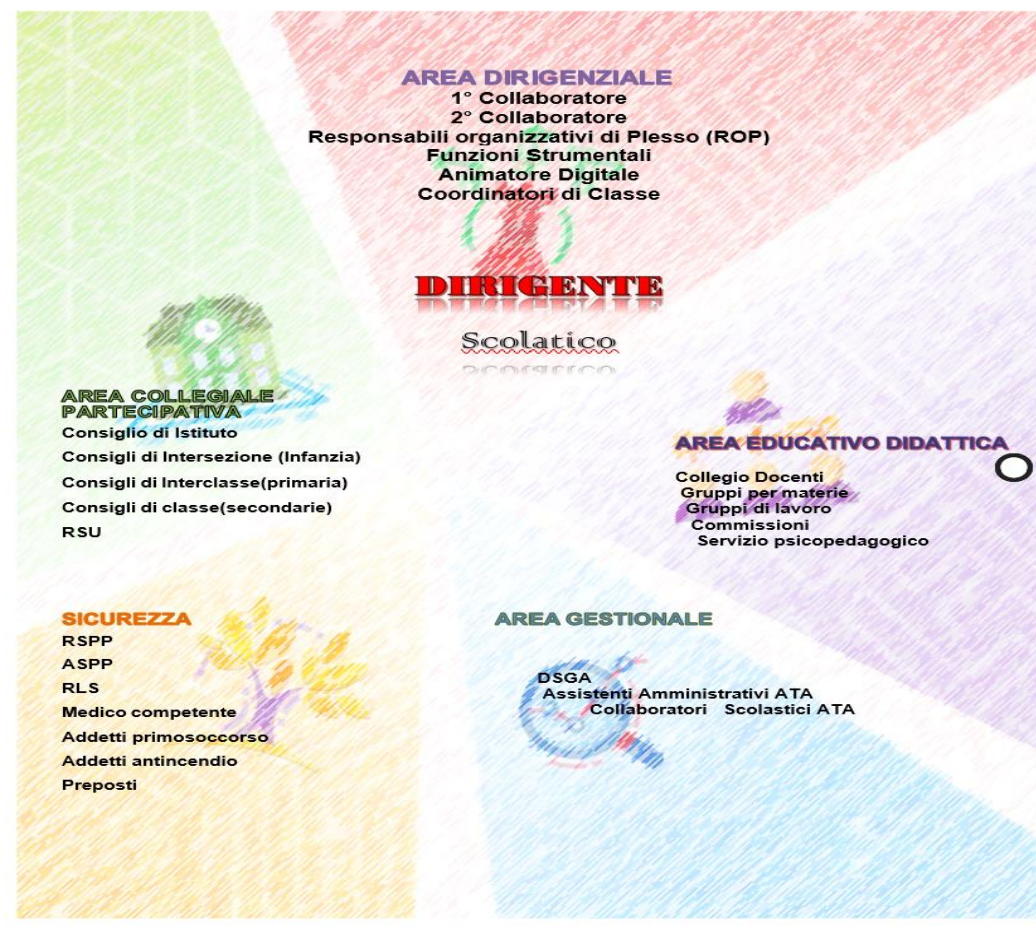 AREA DIRIGENZIALE
1° Collaboratore
2° Collaboratore
Responsabili organizzativi di Plesso (ROP)
Funzioni Strumentali
Animatore Digitale
Coordinatori di Classe
DIRIGENTE
Scolatico
AREA COLLEGIALE
PARTECIPATIVA
Consiglio di Istituto
Consigli di Intersezione (Infanzia)
Consigli di Interclasse(primaria)
Consigli di classe(secondarie)
RSU
AREA EDUCATIVO DIDATTICA
Collegio Docenti
Gruppi per materie
Gruppi di lavoro
Commissioni
Servizio psicopedagogico
SICUREZZA
RSPP
ASPP
RLS
Medico competente
Addetti primosoccorso
Addetti antincendio
Preposti
AREA GESTIONALE
DSGA
Assistenti Amministrativi ATA
Collaboratori Scolastici ATA